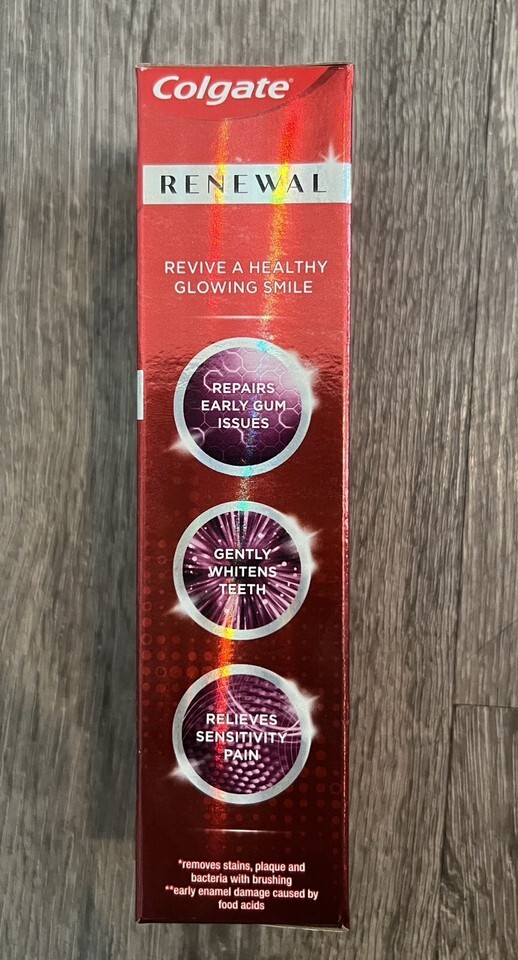 Colgate®
RENEWAL
REVIVE A HEALTHY
GLOWING SMILE
REPAIRS
EARLY GUM
ISSUES
GENTLY
WHITENS
TEETH
RELIEVES
SENSITIVITY
PAIN
*removes stains, plaque and
bacteria with brushing
**early enamel damage caused by
food acids